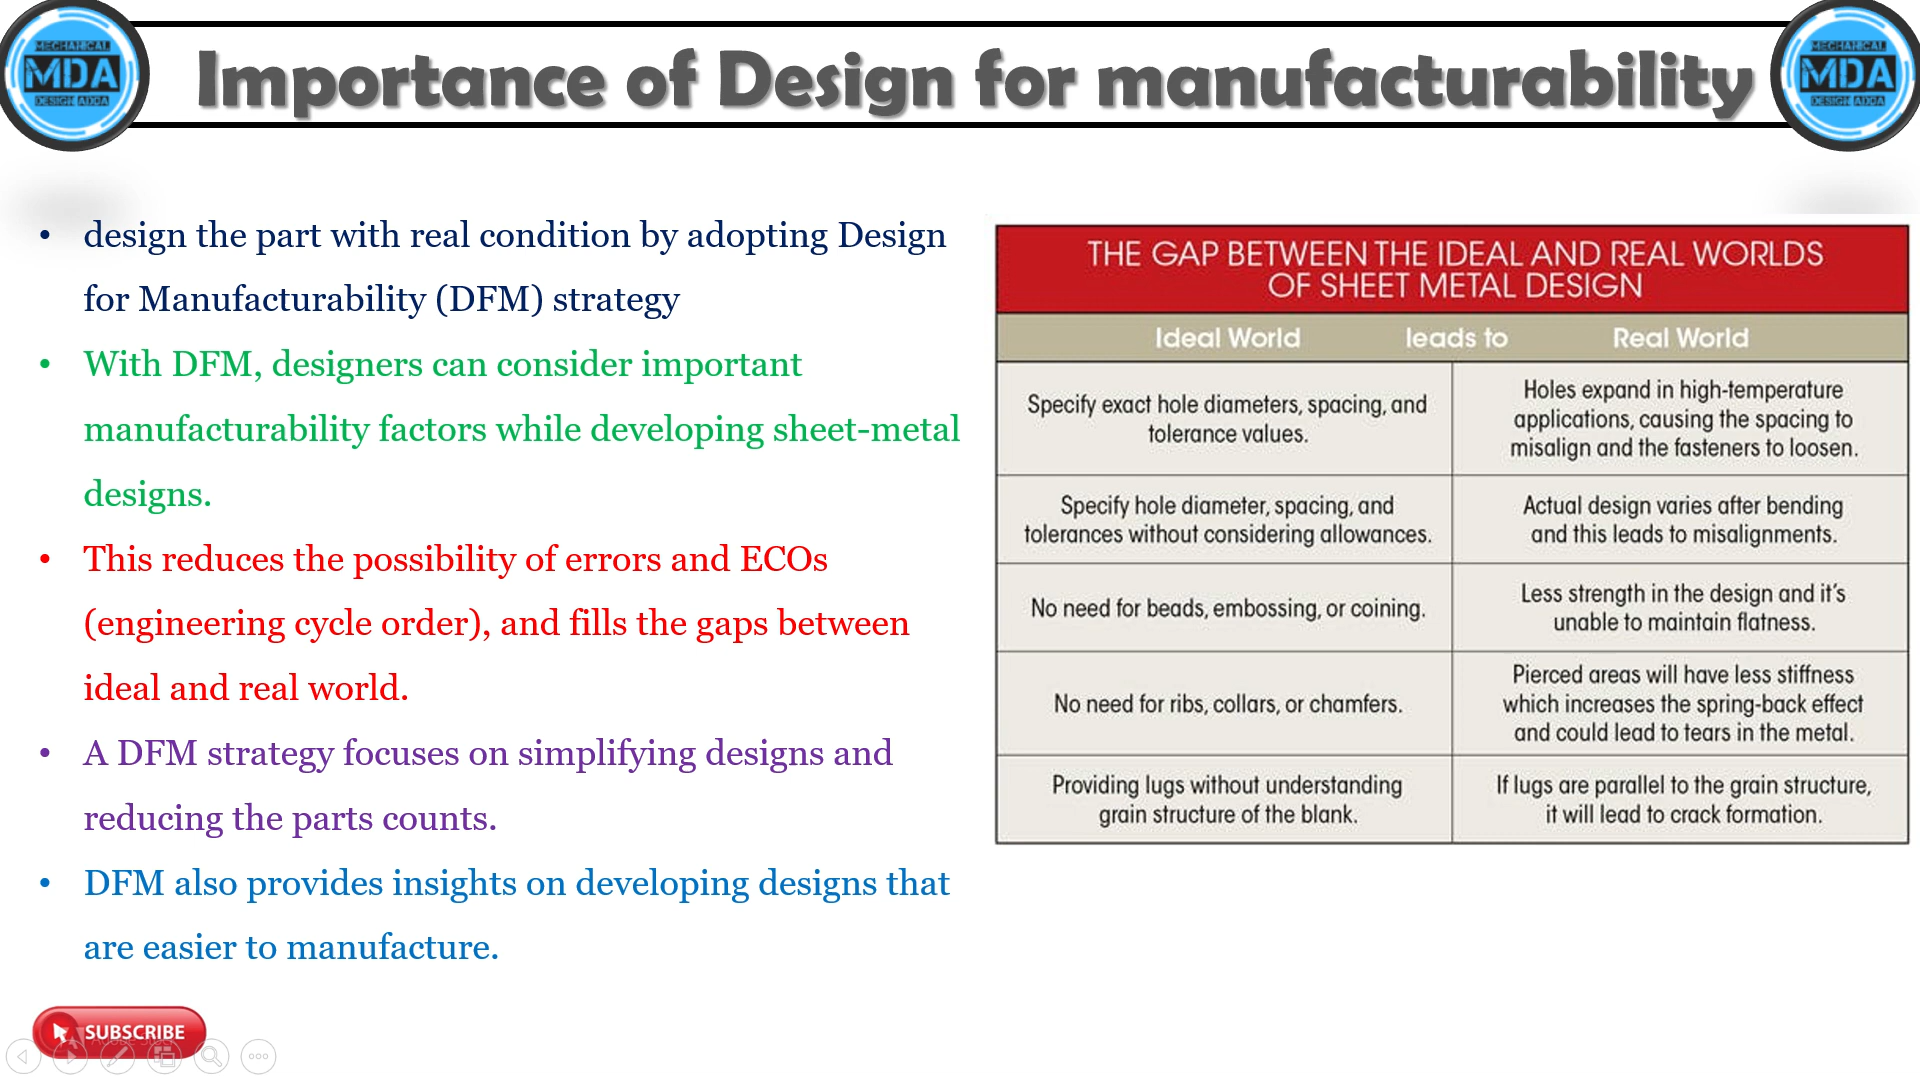 MECHANICAL
MDA
DESIGN ADDA
Importance of Design for manufacturability
MECHANICAL
MDA
DESIGN ADDA
• design the part with real condition by adopting Design
for Manufacturability (DFM) strategy
• With DFM, designers can consider important
manufacturability factors while developing sheet-metal
designs.
• This reduces the possibility of errors and ECOs
(engineering cycle order), and fills the gaps between
ideal and real world.
• A DFM strategy focuses on simplifying designs and
reducing the parts counts.
• DFM also provides insights on developing designs that
are easier to manufacture.
THE GAP BETWEEN THE IDEAL AND REAL WORLDS
OF SHEET METAL DESIGN
Ideal World leads to Real World
Specify exact hole diameters, spacing, and
tolerance values.
Holes expand in high-temperature
applications, causing the spacing to
misalign and the fasteners to loosen.
Specify hole diameter, spacing, and
tolerances without considering allowances.
Actual design varies after bending
and this leads to misalignments.
No need for beads, embossing, or coining.
Less strength in the design and it's
unable to maintain flatness.
No need for ribs, collars, or chamfers.
Pierced areas will have less stiffness
which increases the spring-back effect
and could lead to tears in the metal.
Providing lugs without understanding
grain structure of the blank.
If lugs are parallel to the grain structure,
it will lead to crack formation.
SUBSCRIBE